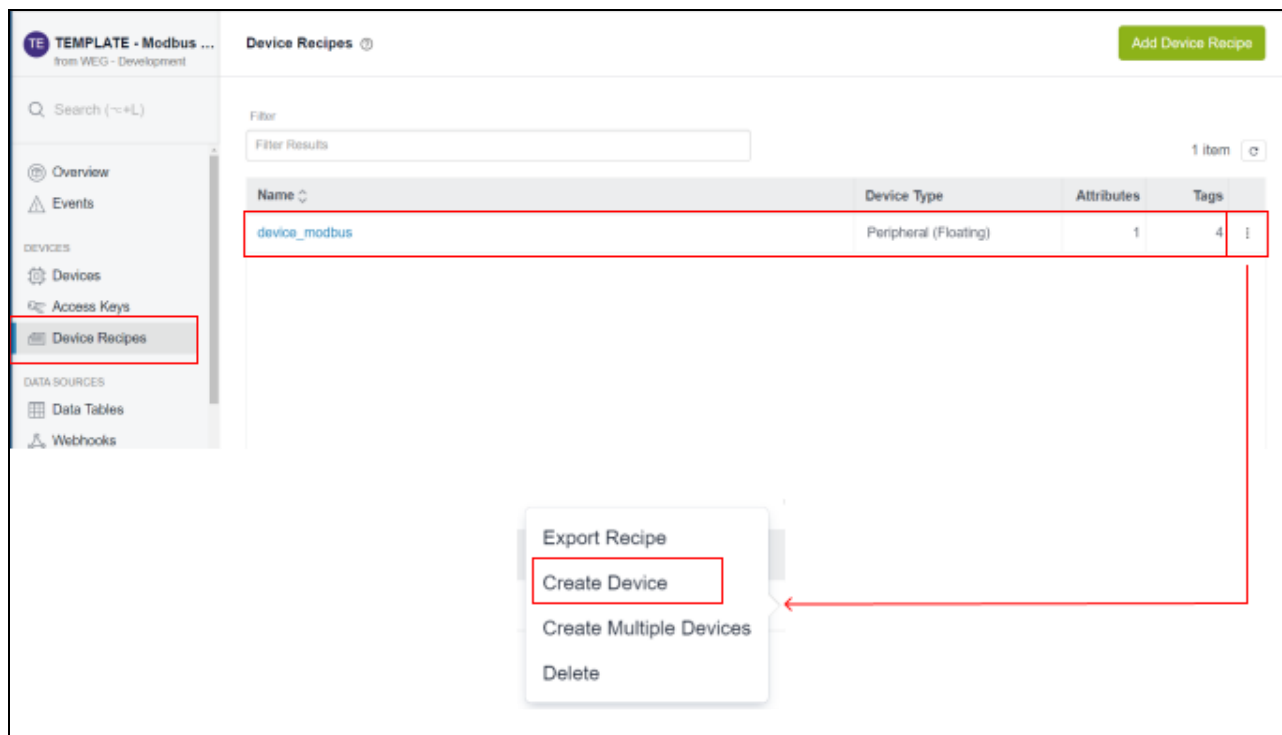 TE TEMPLATE - Modbus ...
from WEG - Development
Device Recipes
Add Device Recipe
Search (⌥+L)
Filter
Filter Results
1 item
Overview
Events
DEVICES
Devices
Access Keys
Device Recipes
DATA SOURCES
Data Tables
Webhooks
Name Device Type Attributes Tags
device_modbus Peripheral (Floating) 1 4
Export Recipe
Create Device
Create Multiple Devices
Delete